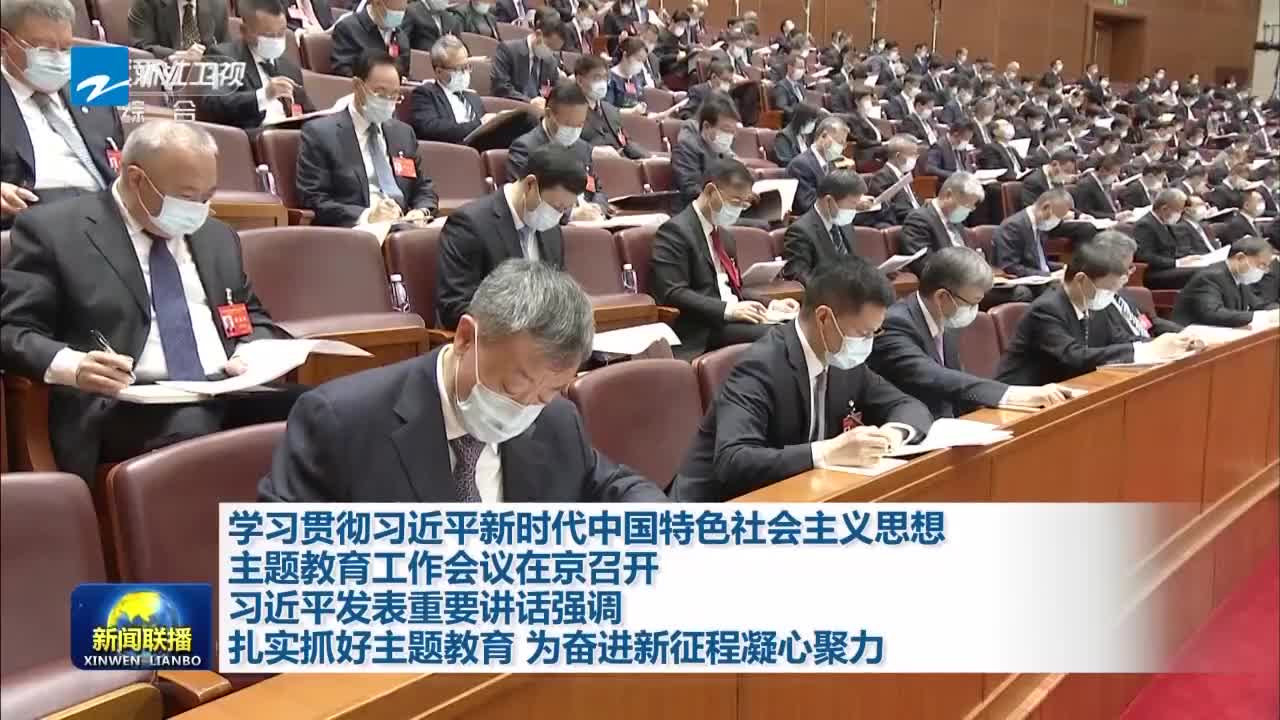 浙江卫视
综合
学习贯彻习近平新时代中国特色社会主义思想
主题教育工作会议在京召开
习近平发表重要讲话强调
扎实抓好主题教育 为奋进新征程凝心聚力
新闻联播
XINWEN LIANBO